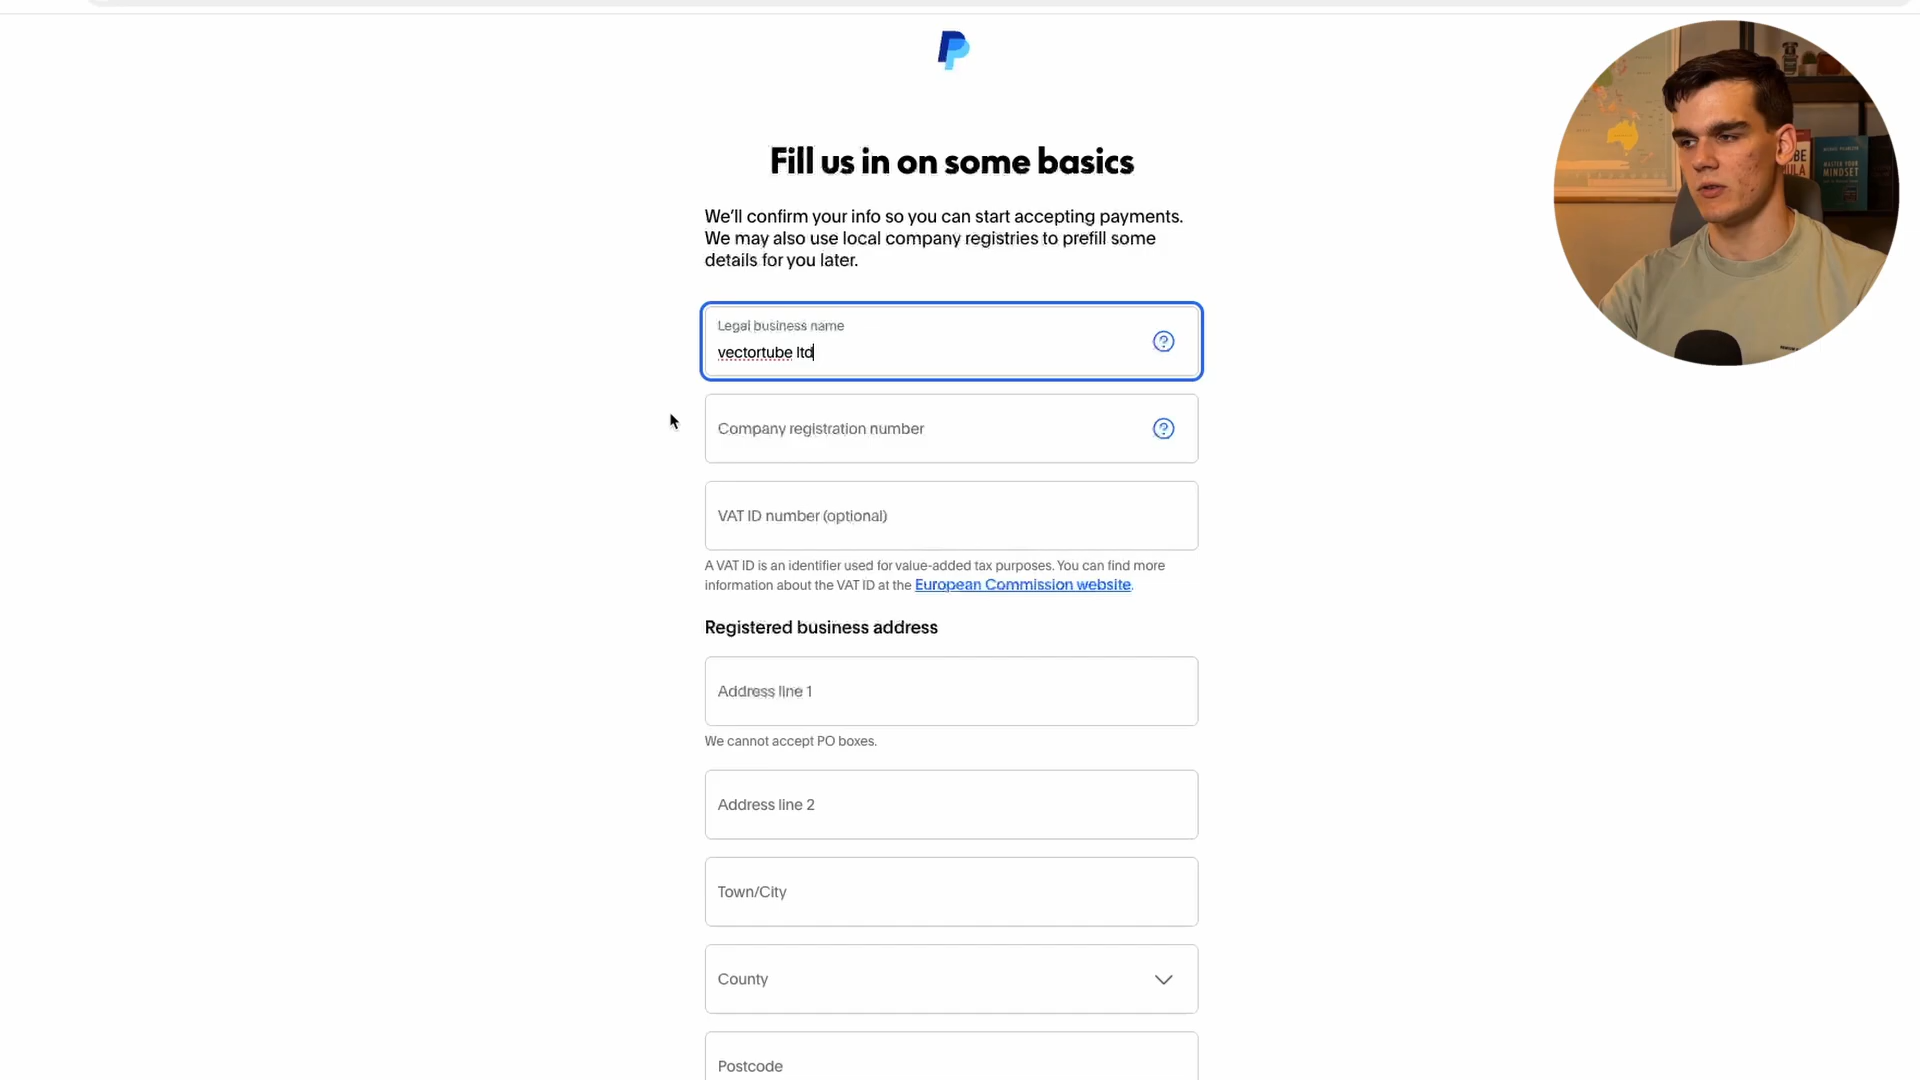 Fill us in on some basics
We'll confirm your info so you can start accepting payments.
We may also use local company registries to prefill some
details for you later.
Legal business name
vectortube ltd
Company registration number
VAT ID number (optional)
A VAT ID is an identifier used for value-added tax purposes. You can find more
information about the VAT ID at the European Commission website.
Registered business address
Address line 1
We cannot accept PO boxes.
Address line 2
Town/City
County
Postcode
MASTER YOUR
MINDSET